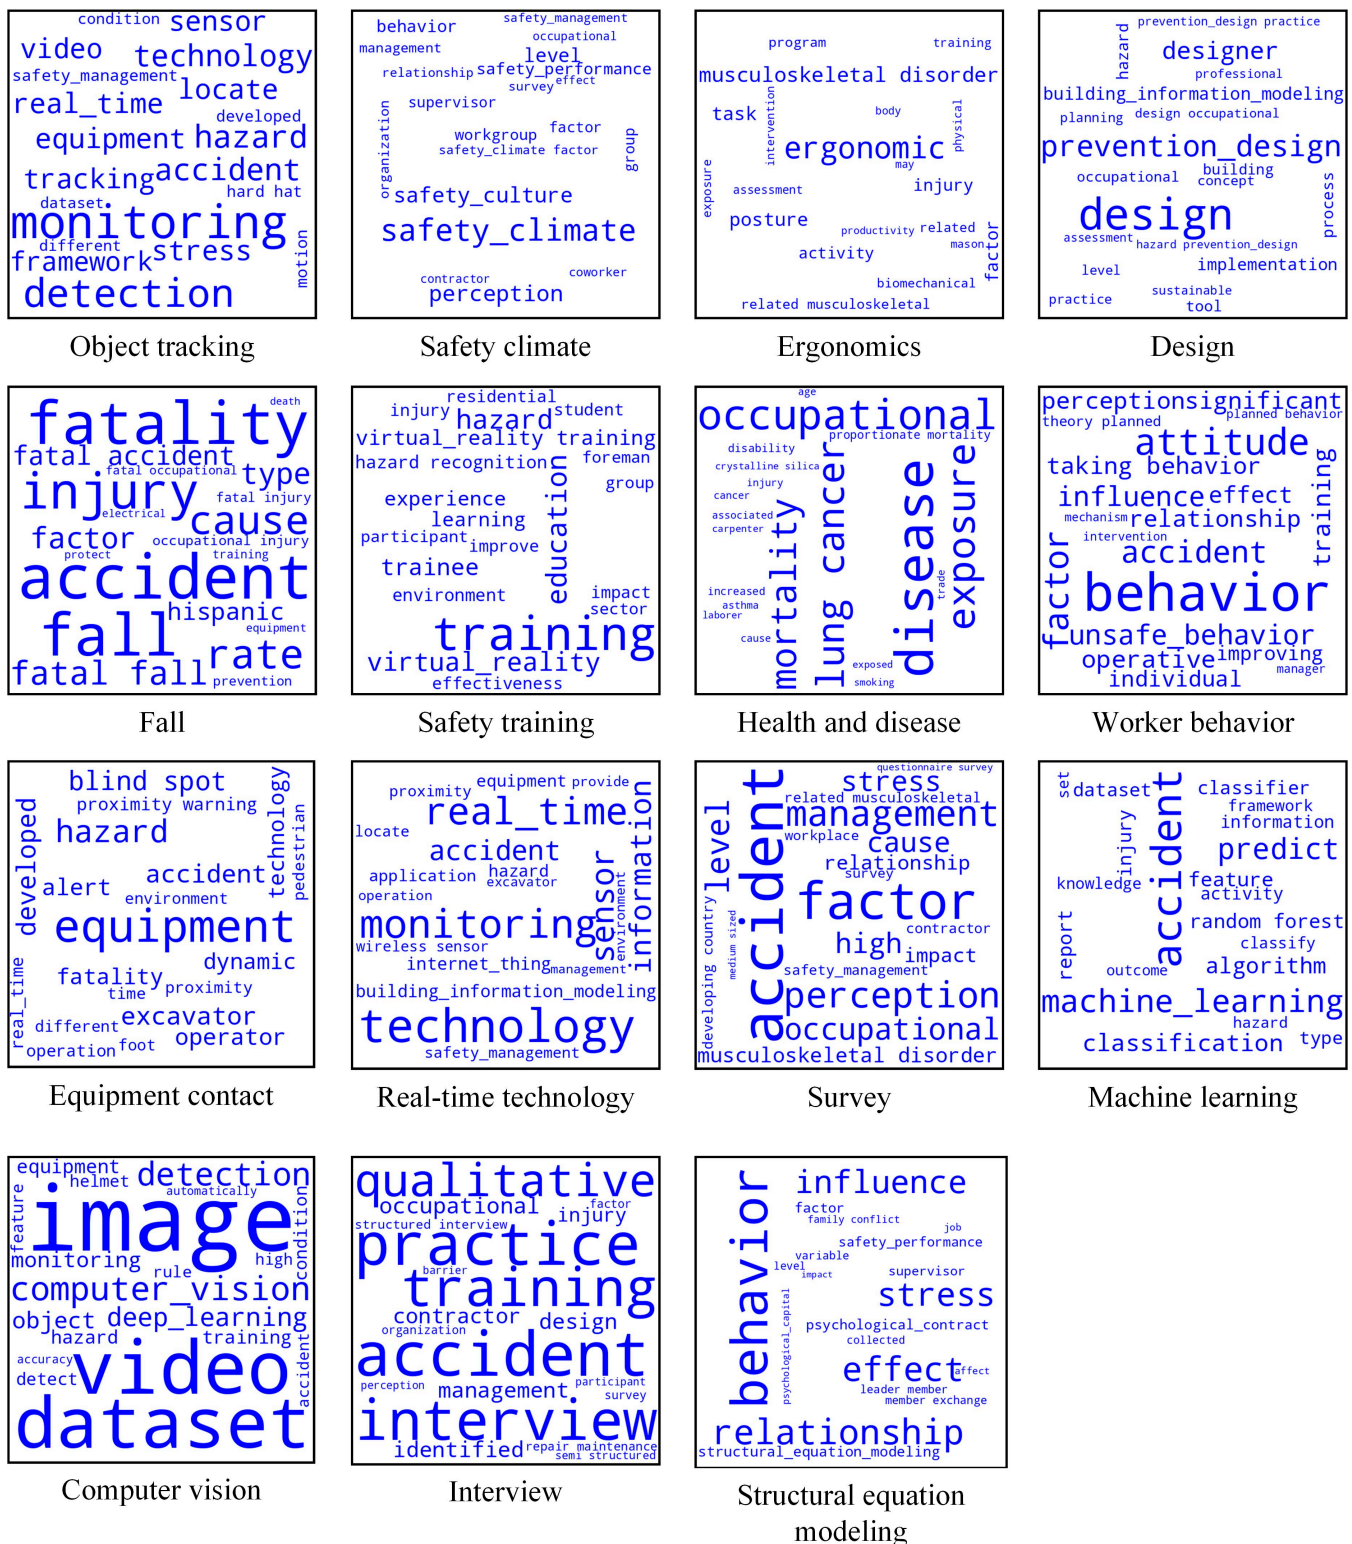 condition
sensor
video
technology
safety_management
locate
real_time
developed
equipment
hazard
accident
tracking
hard hat
dataset
monitoring
different
stress
framework
motion
detection
Object tracking
safety_management
behavior
occupational
management
level
relationship
safety_performance
effect
survey
supervisor
factor
workgroup
group
safety_climate factor
organization
safety_culture
safety_climate
coworker
contractor
perception
Safety climate
program
training
musculoskeletal disorder
task
intervention
body
physical
ergonomic
may
exposure
assessment
injury
posture
productivity
related
mason
factor
activity
biomechanical
related musculoskeletal
Ergonomics
prevention_design practice
hazard
designer
professional
building_information_modeling
planning
design occupational
prevention_design
building
occupational
concept
process
design
assessment
hazard prevention_design
level
implementation
sustainable
practice
tool
Design
death
fatality
fatal accident
fatal occupational
type
injury
fatal injury
electrical
cause
factor
occupational injury
protect
training
accident
hispanic
fall
equipment
rate
fatal fall
prevention
Fall
residential
injury
hazard
student
virtual_reality training
hazard recognition
foreman
education
group
experience
learning
participant
improve
trainee
environment
impact
sector
training
virtual_reality
effectiveness
Safety training
age
occupational
proportionate mortality
disability
crystalline silica
injury
cancer
associated
carpenter
mortality
lung cancer
disease
exposure
trade
increased
asthma
laborer
cause
exposed
smoking
Health and disease
perception
significant
planned behavior
theory planned
attitude
taking behavior
training
influence
effect
mechanism
relationship
intervention
accident
factor
behavior
unsafe_behavior
operative
improving
manager
individual
Worker behavior
blind spot
technology
proximity warning
developed
hazard
pedestrian
accident
alert
environment
equipment
dynamic
fatality
proximity
time
real_time
excavator
different
operator
foot
operation
Equipment contact
equipment
provide
proximity
real_time
information
locate
accident
hazard
application
excavator
sensor
operation
environment
monitoring
wireless sensor
internet_thing
management
building_information_modeling
technology
safety_management
Real-time technology
questionnaire survey
stress
related musculoskeletal
accident
management
level
workplace
cause
relationship
survey
factor
developing country
medium sized
contractor
high
impact
safety_management
perception
occupational
musculoskeletal disorder
Survey
set
dataset
accident
classifier
framework
information
injury
predict
knowledge
feature
activity
report
random forest
classify
outcome
algorithm
machine_learning
hazard
classification
type
Machine learning
equipment
detection
helmet
automatically
feature
image
condition
monitoring
high
rule
computer_vision
object
deep_learning
hazard
training
accuracy
video
accident
detect
dataset
Computer vision
qualitative
occupational
factor
injury
structured interview
practice
barrier
training
contractor
design
organization
accident
perception
management
participant
survey
interview
identified
repair maintenance
semi structured
Interview
behavior
influence
factor
family conflict
job
safety_performance
variable
level
impact
supervisor
psychological_capital
stress
psychological_contract
collected
effect
affect
leader member
member exchange
relationship
structural_equation_modeling
Structural equation
modeling